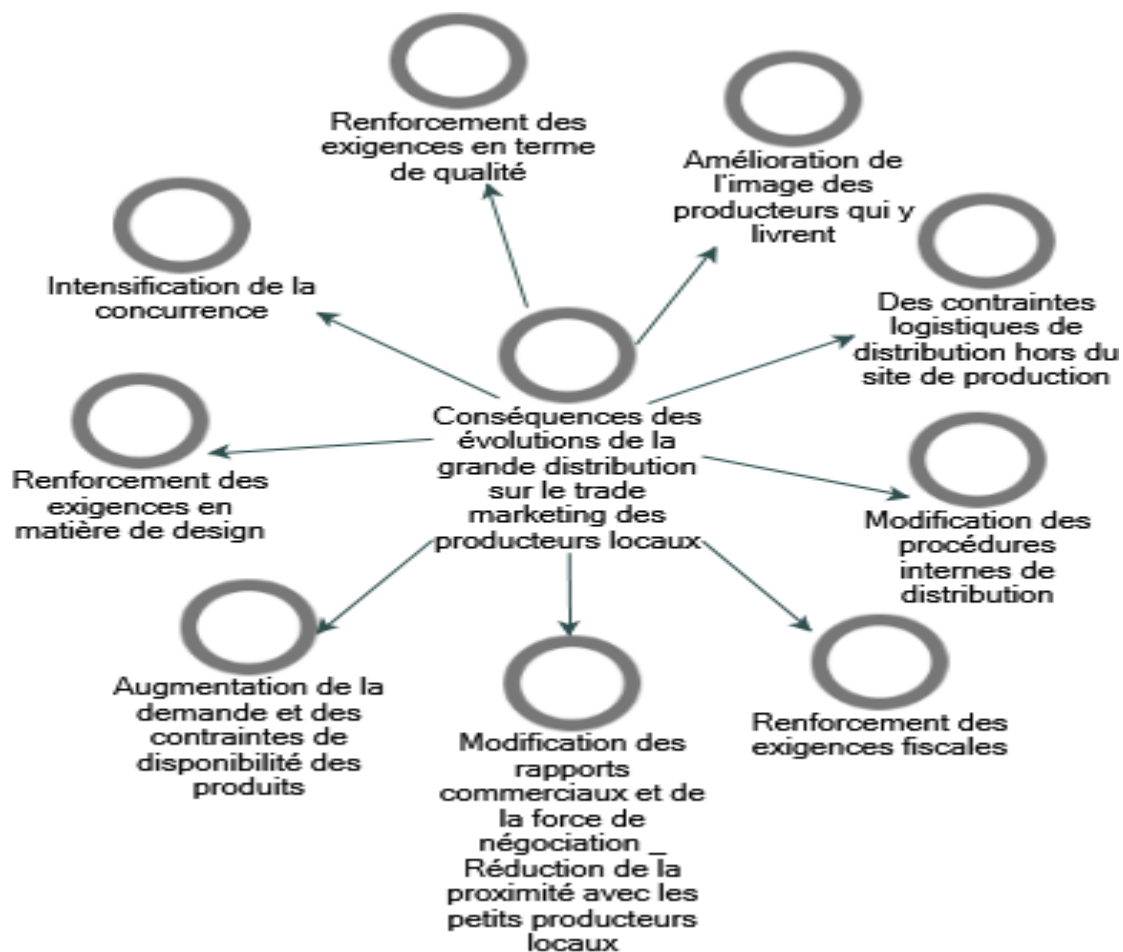 Renforcement des
exigences en terme
de qualité
Amélioration de
l'image des
producteurs qui y
livrent
Intensification de la
concurrence
Des contraintes
logistiques de
distribution hors du
site de production
Conséquences des
évolutions de la
grande distribution
sur le trade
marketing des
producteurs locaux
Renforcement des
exigences en
matière de design
Modification des
procédures
internes de
distribution
Augmentation de la
demande et des
contraintes de
disponibilité des
produits
Modification des
rapports
commerciaux et de
la force de
négociation _
Réduction de la
proximité avec les
petits producteurs
locaux
Renforcement des
exigences fiscales